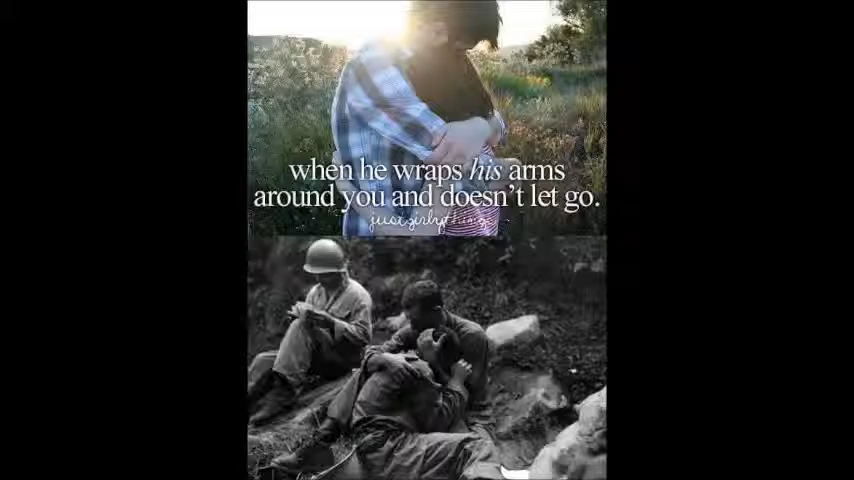 when he wraps his arms
around you and doesn't let go.
justgirlythings